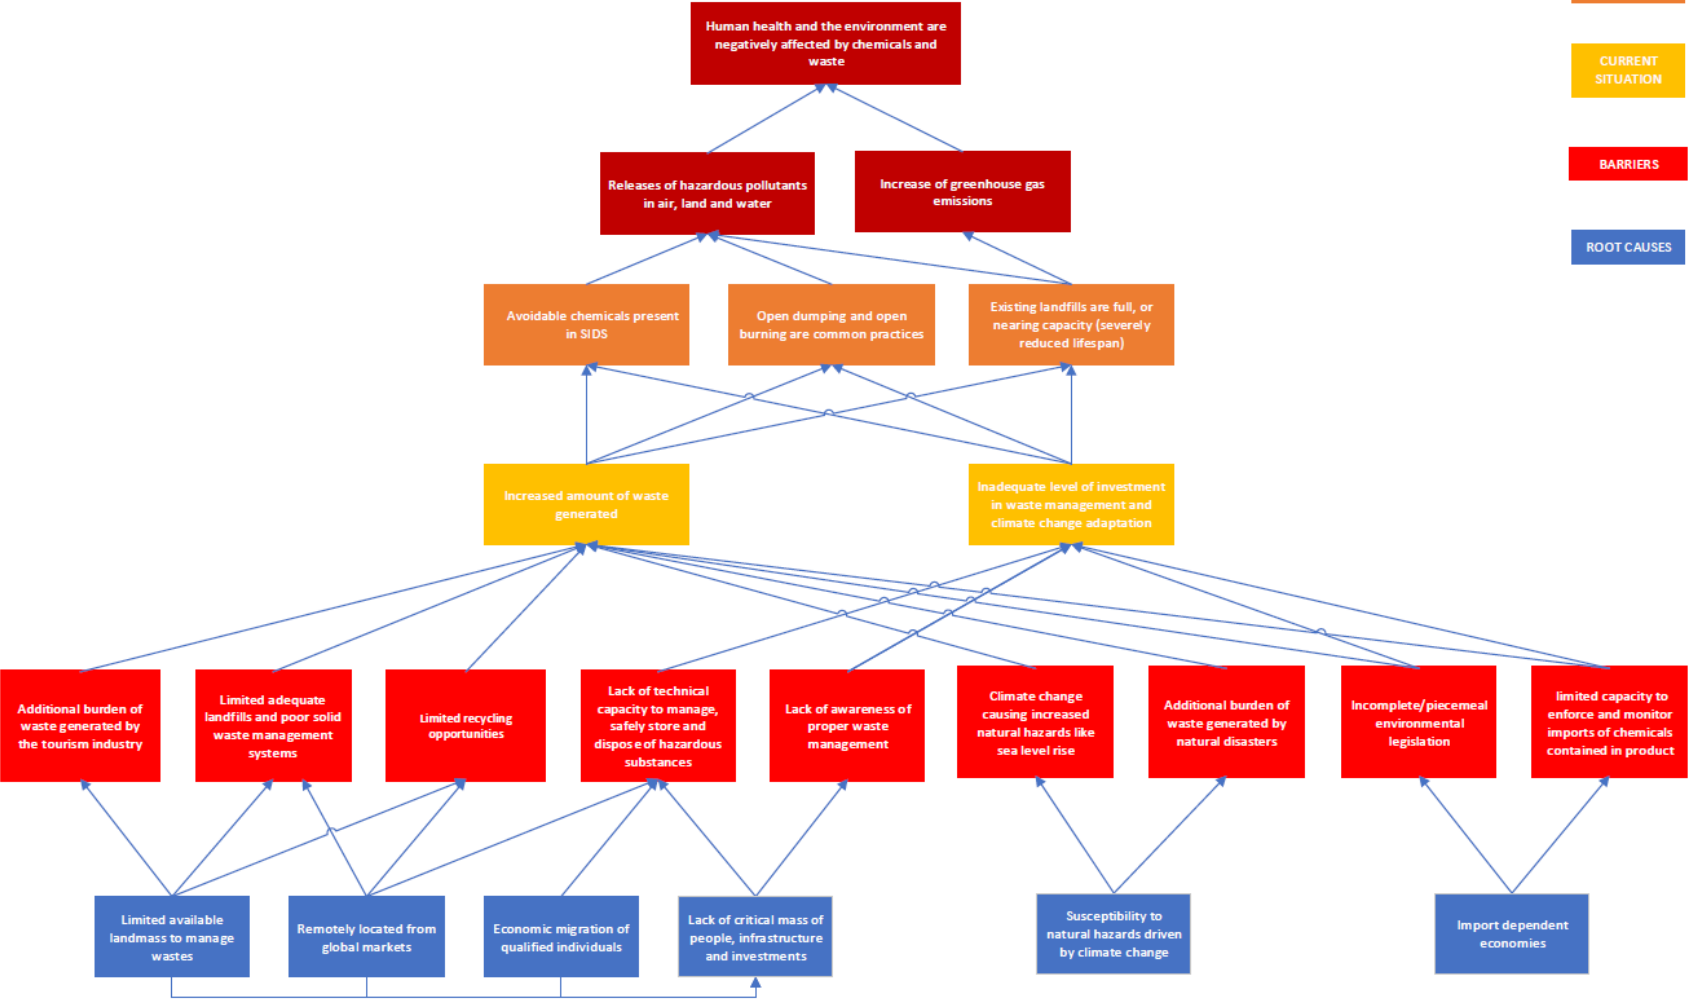 Human health and the environment are
negatively affected by chemicals and
waste
CURRENT
SITUATION
BARRIERS
ROOT CAUSES
Releases of hazardous pollutants
in air, land and water
Increase of greenhouse gas
emissions
Avoidable chemicals present
in SIDS
Open dumping and open
burning are common practices
Existing landfills are full, or
nearing capacity (severely
reduced lifespan)
Increased amount of waste
generated
Inadequate level of investment
in waste management and
climate change adaptation
Additional burden of
waste generated by
the tourism industry
Limited adequate
landfills and poor solid
waste management
systems
Limited recycling
opportunities
Lack of technical
capacity to manage,
safely store and
dispose of hazardous
substances
Lack of awareness of
proper waste
management
Climate change
causing increased
natural hazards like
sea level rise
Additional burden of
waste generated by
natural disasters
Incomplete/piecemeal
environmental
legislation
limited capacity to
enforce and monitor
imports of chemicals
contained in product
Limited available
landmass to manage
wastes
Remotely located from
global markets
Economic migration of
qualified individuals
Lack of critical mass of
people, infrastructure
and investments
Susceptibility to
natural hazards driven
by climate change
Import dependent
economies